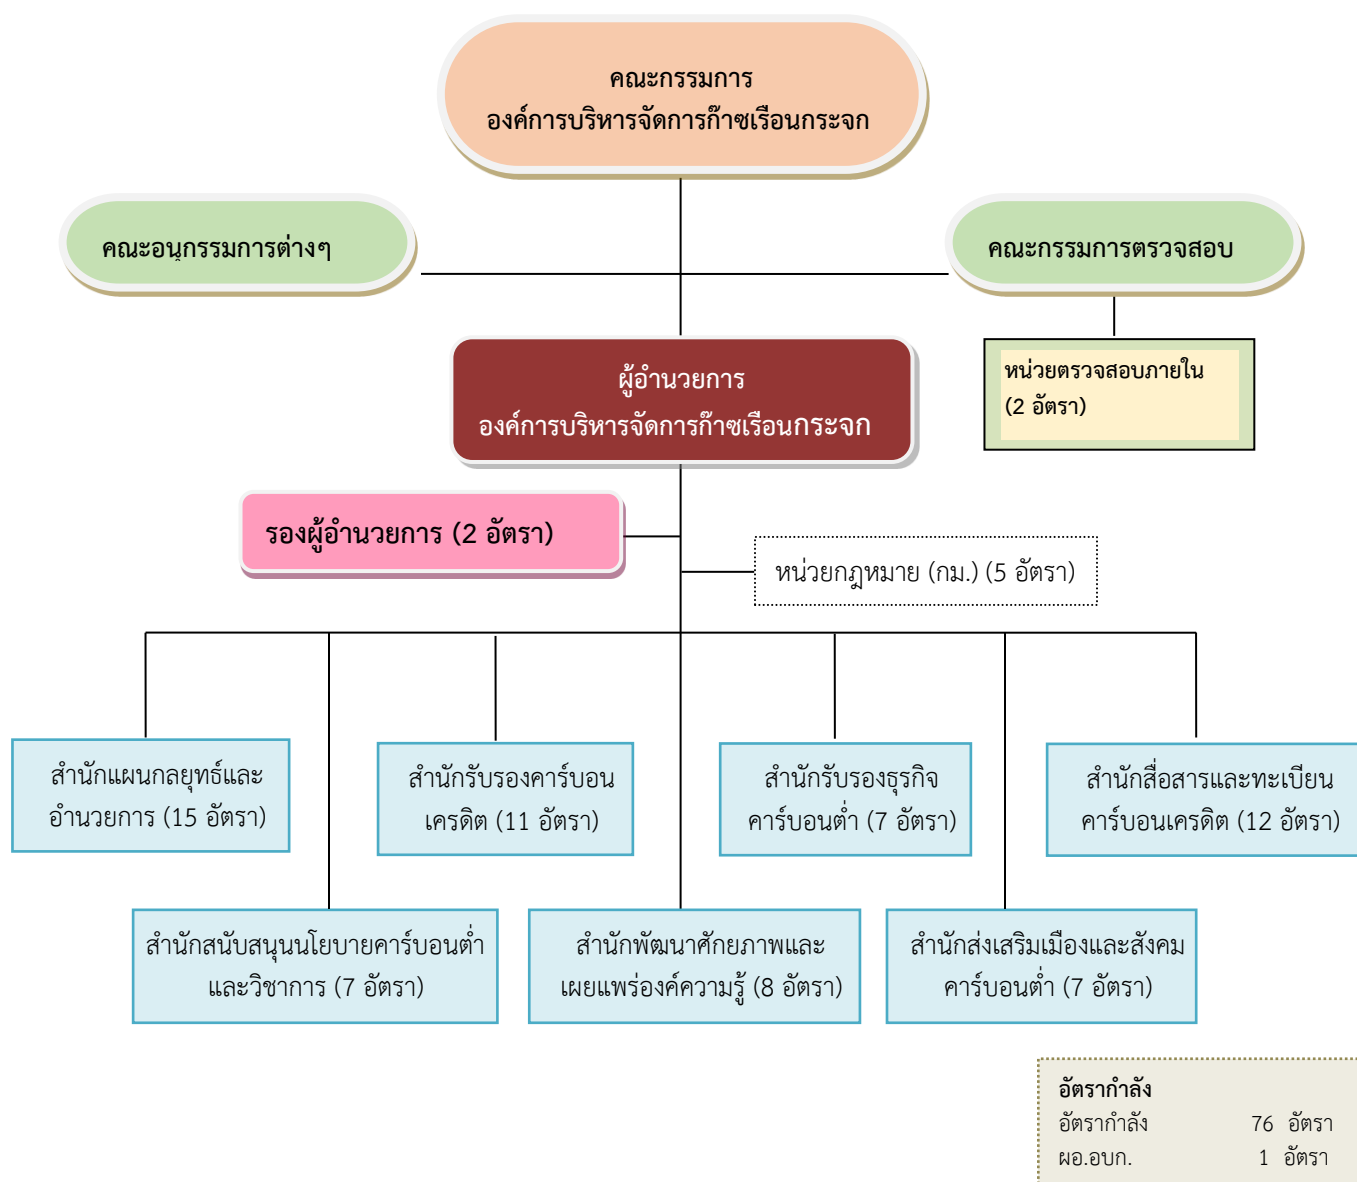 คณะกรรมการ
องค์การบริหารจัดการก๊าซเรือนกระจก
คณะอนุกรรมการต่างๆ
คณะกรรมการตรวจสอบ
ผู้อำนวยการ
องค์การบริหารจัดการก๊าซเรือนกระจก
หน่วยตรวจสอบภายใน
(2 อัตรา)
รองผู้อำนวยการ (2 อัตรา)
หน่วยกฎหมาย (กม.) (5 อัตรา)
สำนักแผนกลยุทธ์และ
อำนวยการ (15 อัตรา)
สำนักรับรองคาร์บอน
เครดิต (11 อัตรา)
สำนักรับรองธุรกิจ
คาร์บอนต่ำ (7 อัตรา)
สำนักสื่อสารและทะเบียน
คาร์บอนเครดิต (12 อัตรา)
สำนักสนับสนุนนโยบายคาร์บอนต่ำ
และวิชาการ (7 อัตรา)
สำนักพัฒนาศักยภาพและ
เผยแพร่องค์ความรู้ (8 อัตรา)
สำนักส่งเสริมเมืองและสังคม
คาร์บอนต่ำ (7 อัตรา)
อัตรากำลัง
อัตรากำลัง 76 อัตรา
ผอ.อบก. 1 อัตรา